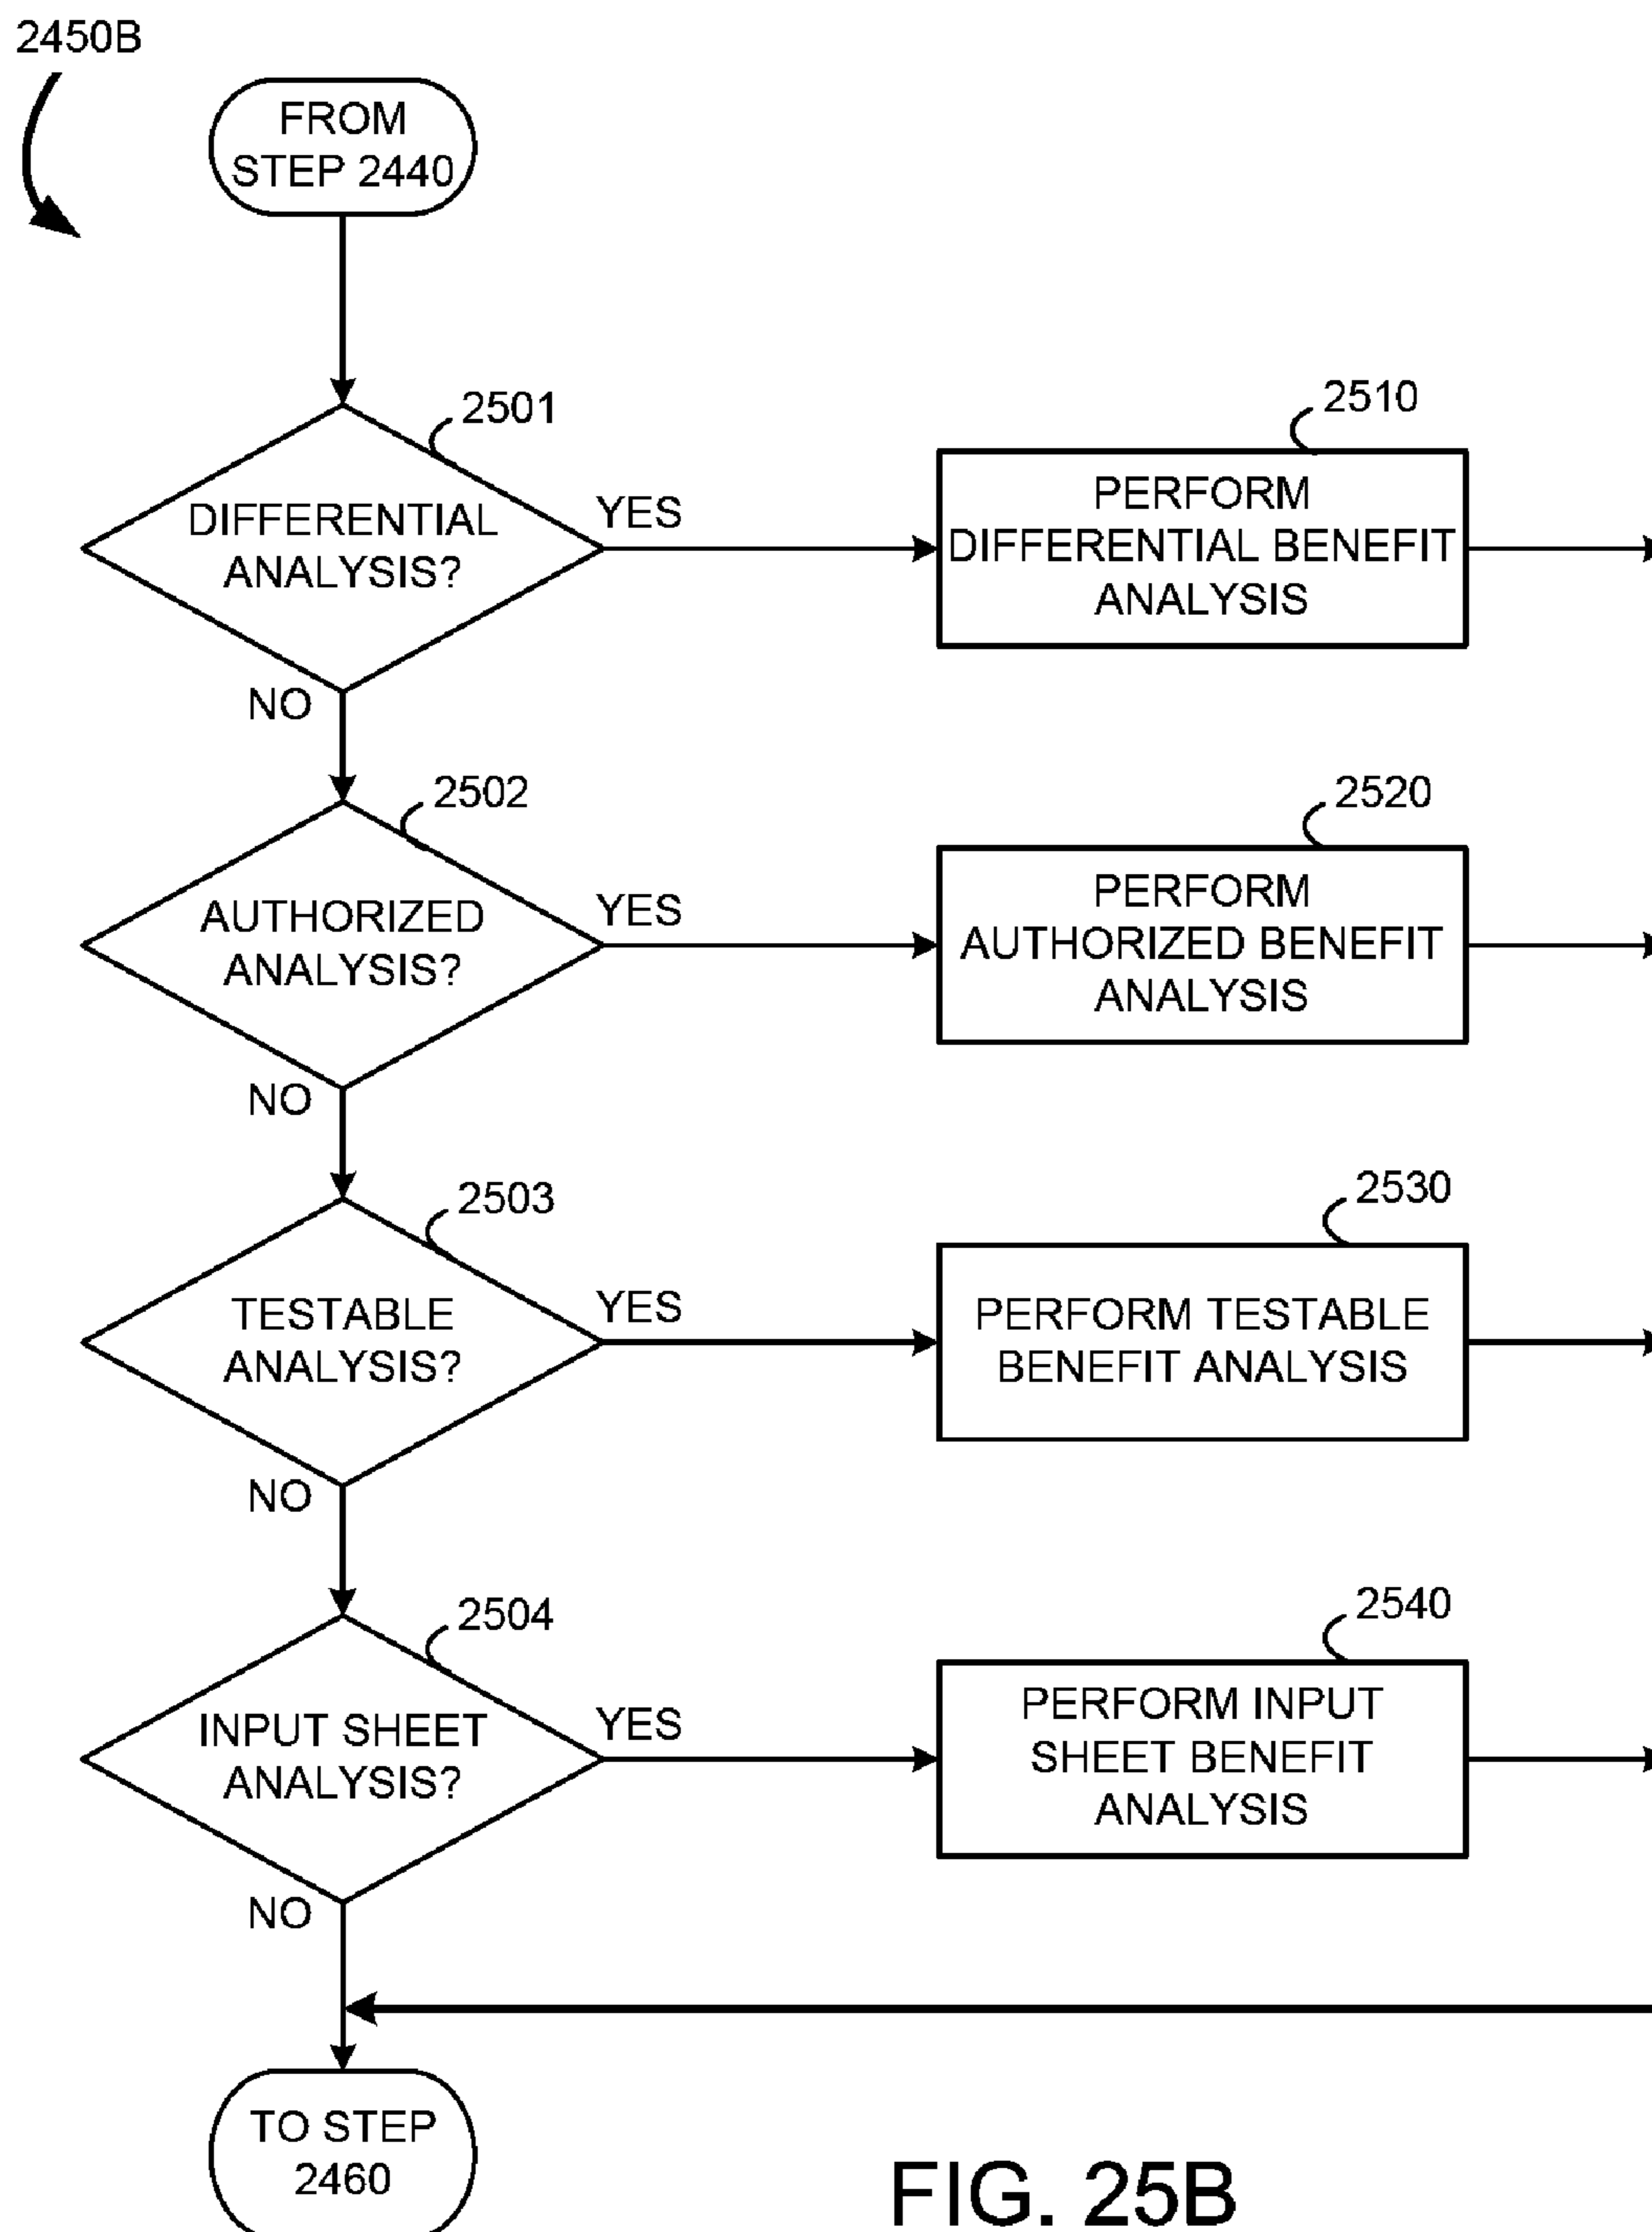 2450B
FROM
STEP 2440
2501
DIFFERENTIAL
ANALYSIS?
YES
2510
PERFORM
DIFFERENTIAL BENEFIT
ANALYSIS
NO
2502
AUTHORIZED
ANALYSIS?
YES
2520
PERFORM
AUTHORIZED BENEFIT
ANALYSIS
NO
2503
TESTABLE
ANALYSIS?
YES
2530
PERFORM TESTABLE
BENEFIT ANALYSIS
NO
2504
INPUT SHEET
ANALYSIS?
YES
2540
PERFORM INPUT
SHEET BENEFIT
ANALYSIS
NO
TO STEP
2460
FIG. 25B